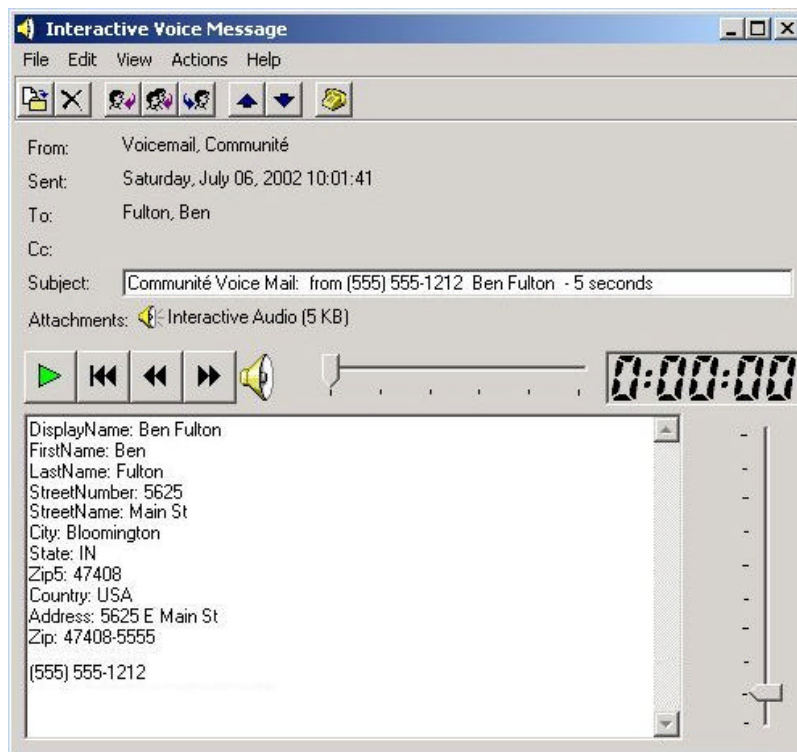 Interactive Voice Message
File Edit View Actions Help
From: Voicemail, Communité
Sent: Saturday, July 06, 2002 10:01:41
To: Fulton, Ben
Cc:
Subject: Communité Voice Mail: from (555) 555-1212 Ben Fulton - 5 seconds
Attachments: Interactive Audio (5 KB)
0:00:00
DisplayName: Ben Fulton
FirstName: Ben
LastName: Fulton
StreetNumber: 5625
StreetName: Main St
City: Bloomington
State: IN
Zip5: 47408
Country: USA
Address: 5625 E Main St
Zip: 47408-5555
(555) 555-1212